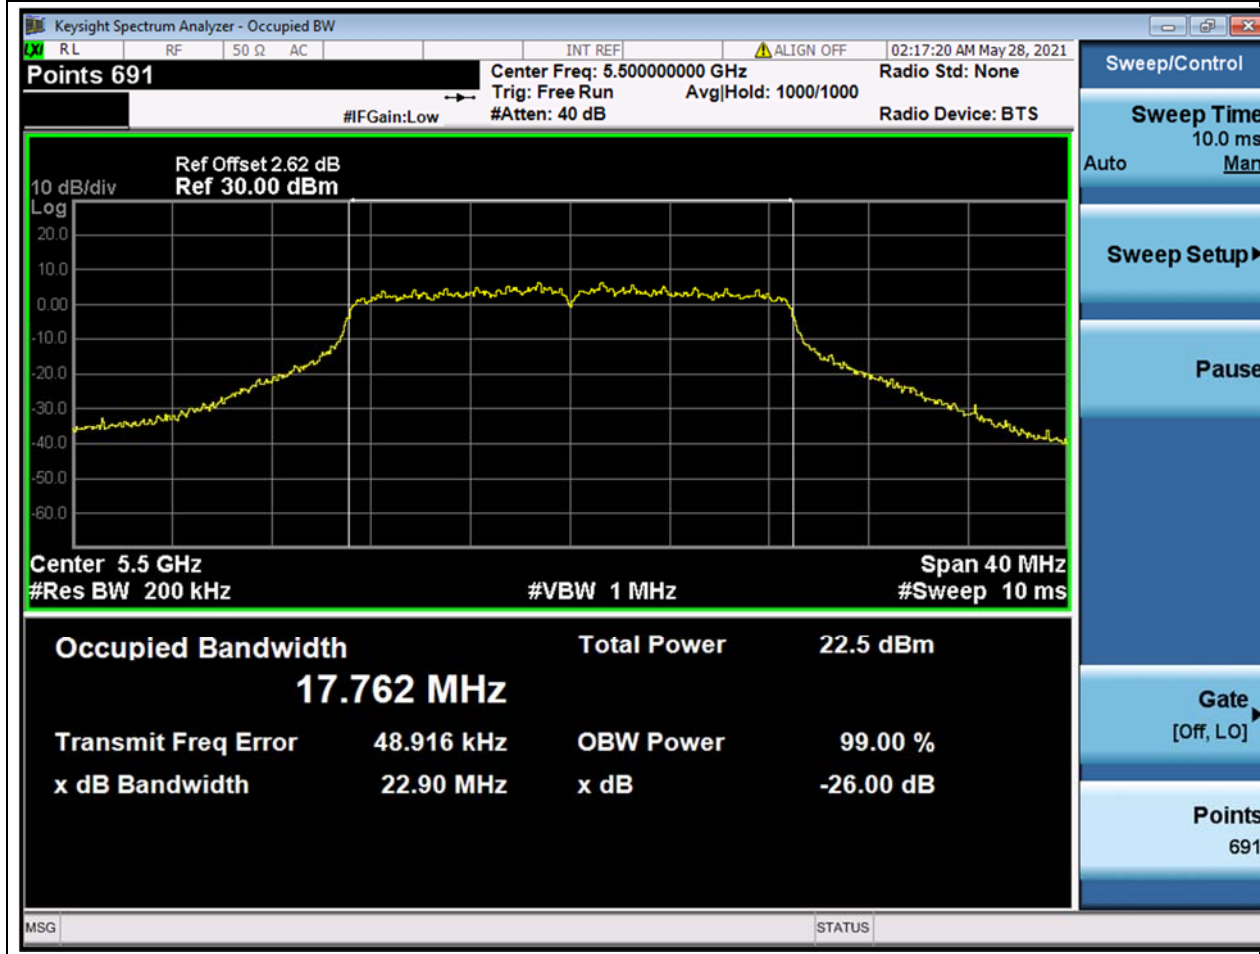 Keysight Spectrum Analyzer - Occupied BW
LXI RL RF 50 Ω AC INT REF ALIGN OFF 02:17:20 AM May 28, 2021
Points 691
Center Freq: 5.500000000 GHz Radio Std: None
Trig: Free Run Avg|Hold: 1000/1000
#IFGain:Low #Atten: 40 dB Radio Device: BTS
Ref Offset 2.62 dB
10 dB/div Ref 30.00 dBm
Log
20.0
10.0
0.00
-10.0
-20.0
-30.0
-40.0
-50.0
-60.0
Center 5.5 GHz Span 40 MHz
#Res BW 200 kHz #VBW 1 MHz #Sweep 10 ms
Occupied Bandwidth Total Power 22.5 dBm
17.762 MHz
Transmit Freq Error 48.916 kHz OBW Power 99.00 %
x dB Bandwidth 22.90 MHz x dB -26.00 dB
MSG STATUS
Sweep/Control
Sweep Time
10.0 ms
Auto Man
Sweep Setup
Pause
Gate
[Off, LO]
Points
691